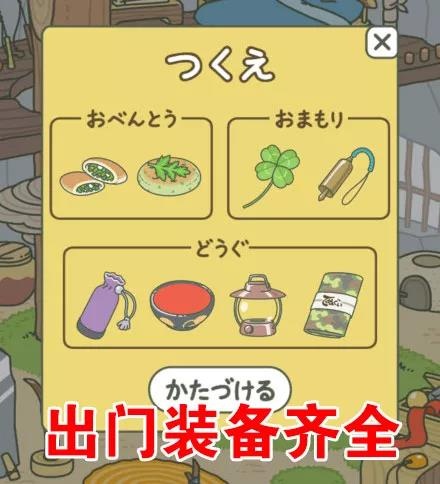 つくえ
おべんとう
おまもり
どうぐ
かたづける
出门装备齐全